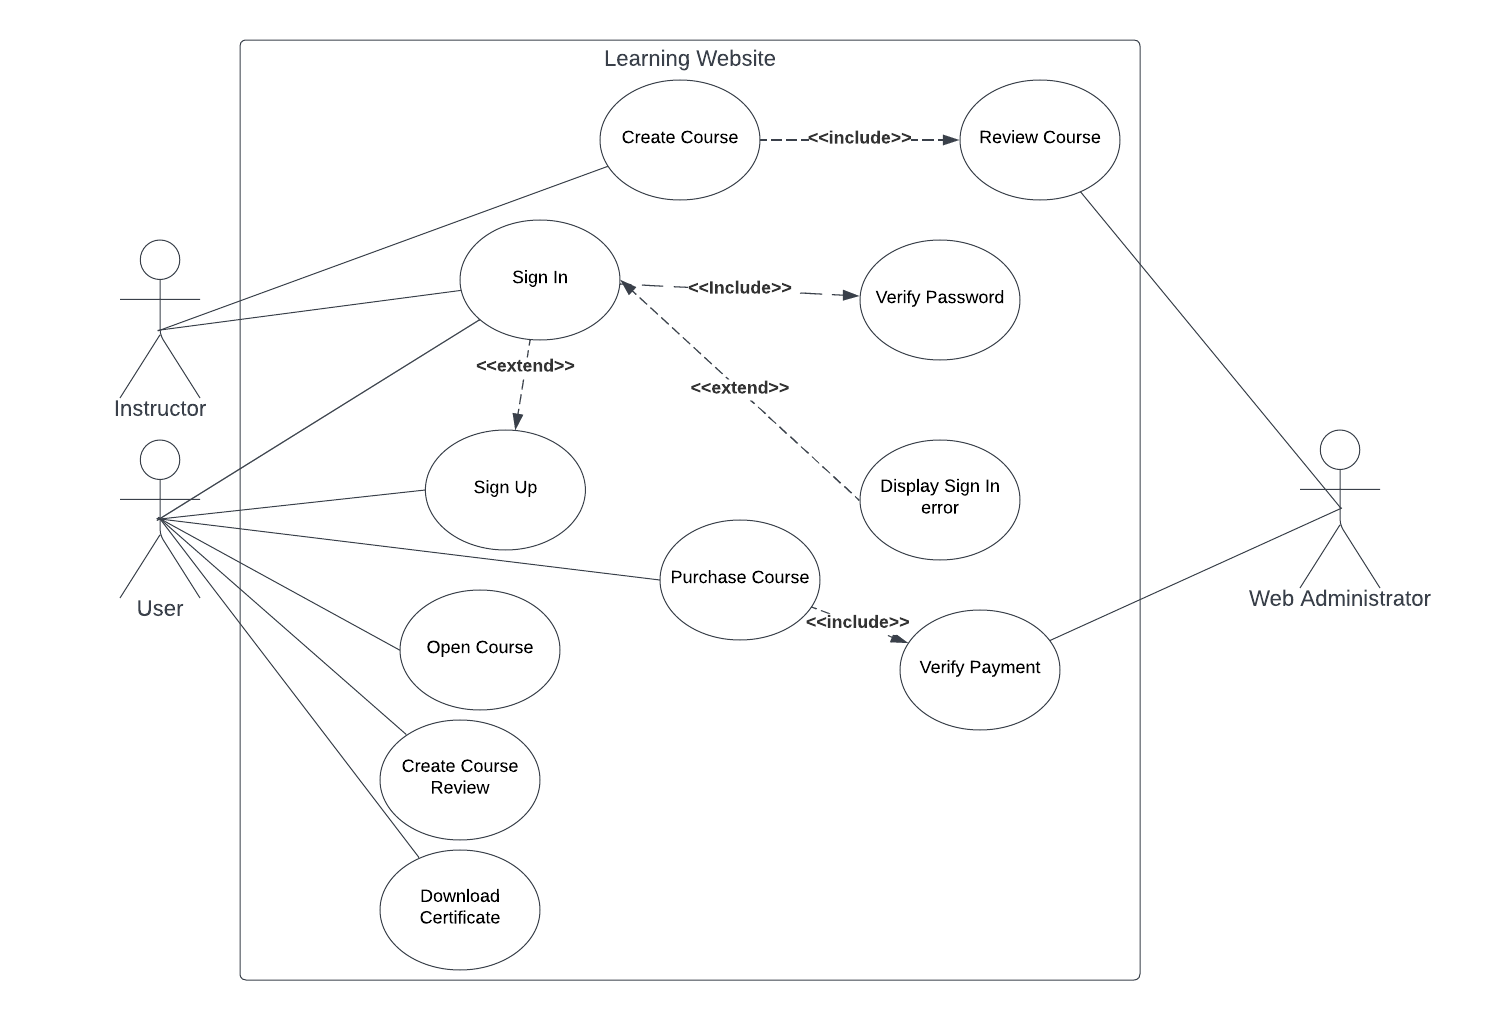 Learning Website
Create Course
<<include>>
Review Course
Sign In
<<Include>>
Verify Password
<<extend>>
<<extend>>
Instructor
Sign Up
Display Sign In
error
Purchase Course
Web Administrator
User
<<include>>
Open Course
Verify Payment
Create Course
Review
Download
Certificate